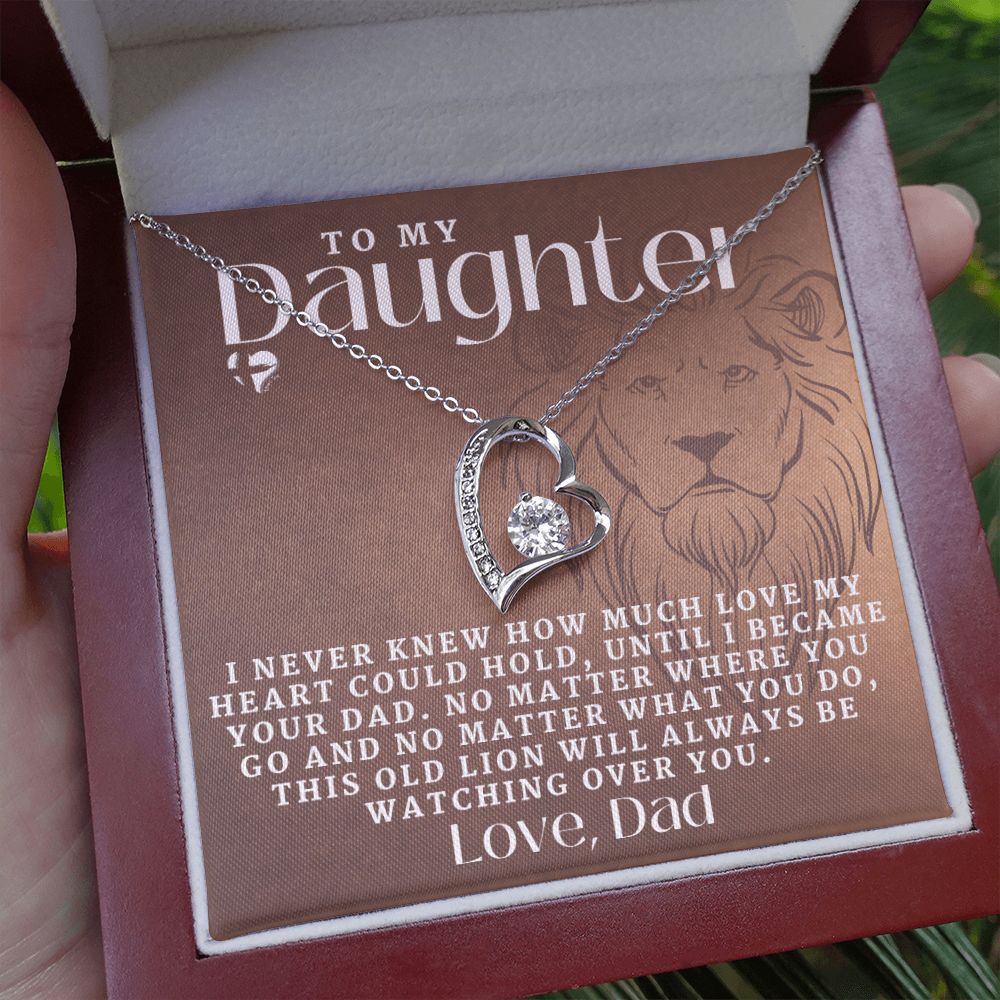 TO MY
Daughter
I NEVER KNEW HOW MUCH LOVE MY
HEART COULD HOLD, UNTIL I BECAME
YOUR DAD. NO MATTER WHERE YOU
GO AND NO MATTER WHAT YOU DO,
THIS OLD LION WILL ALWAYS BE
WATCHING OVER YOU.
Love, Dad